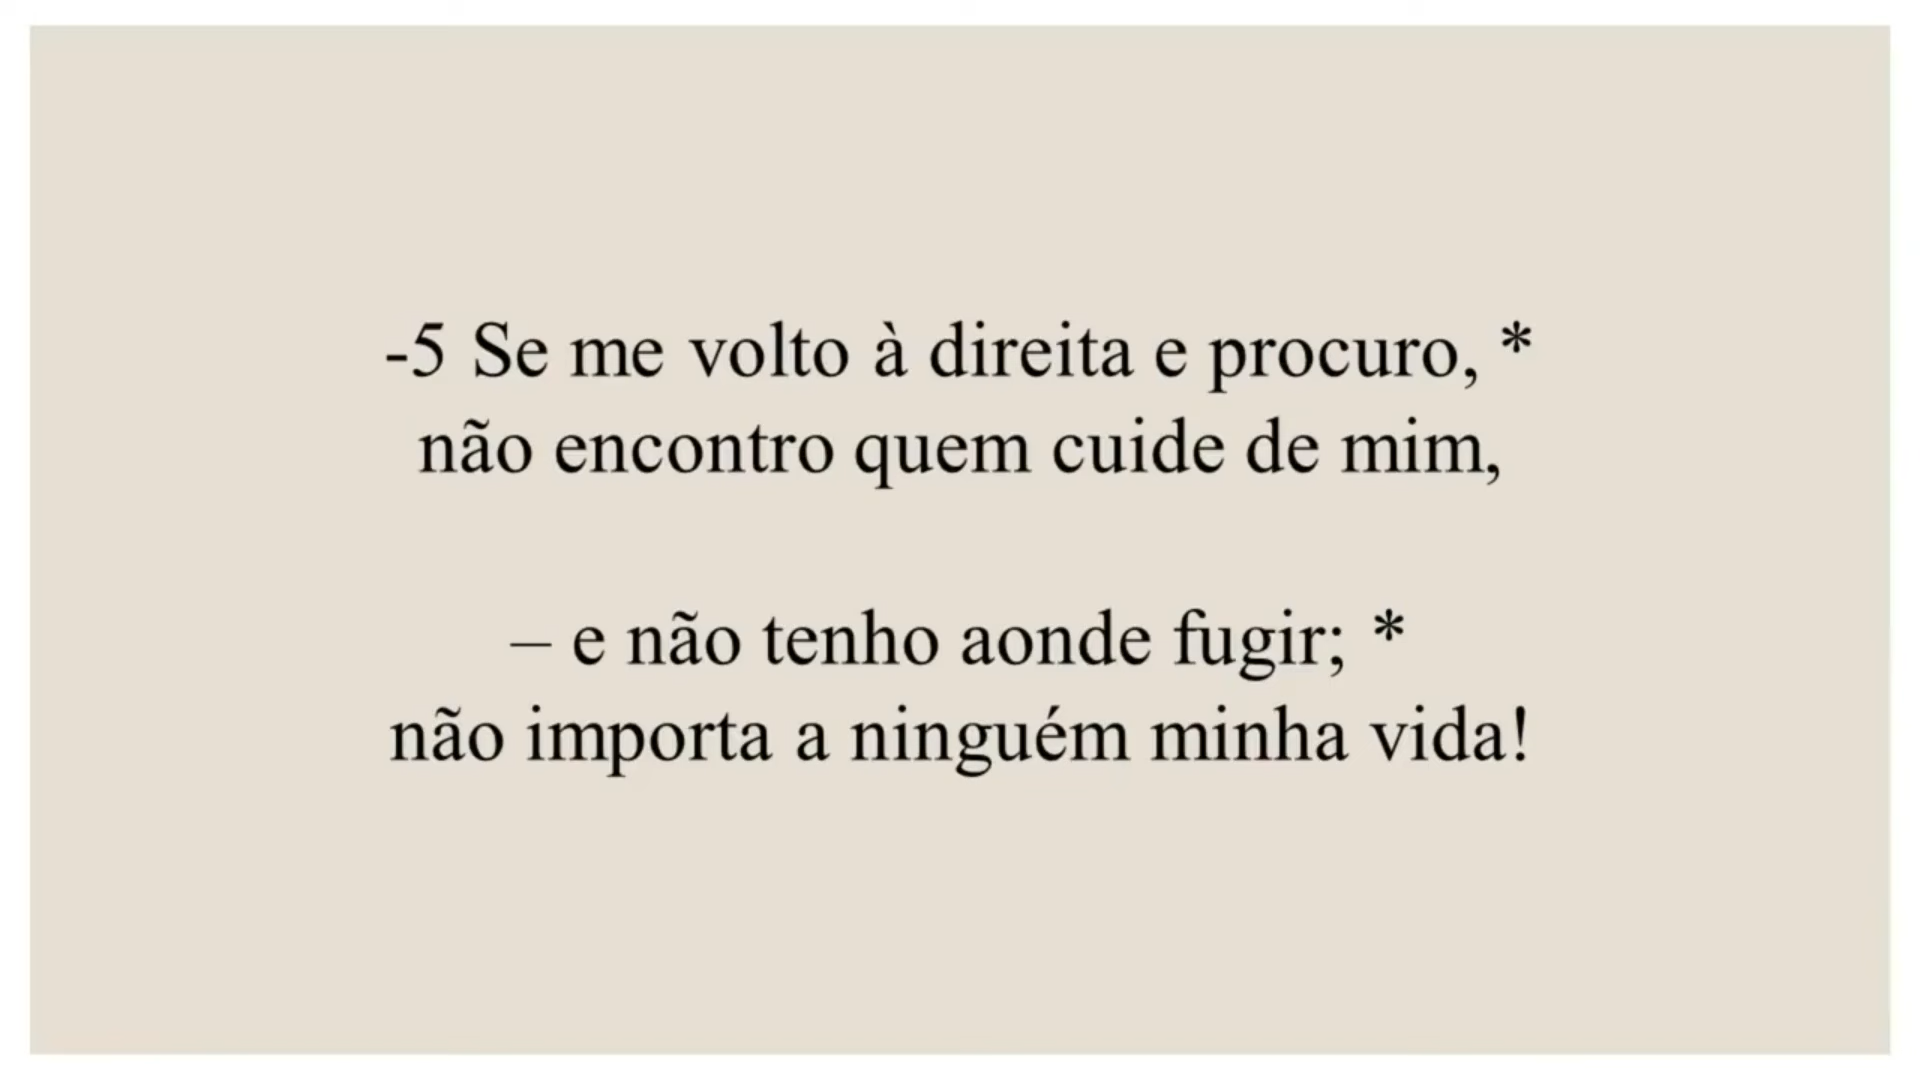 -5 Se me volto à direita e procuro, *
não encontro quem cuide de mim,
– e não tenho aonde fugir; *
não importa a ninguém minha vida!